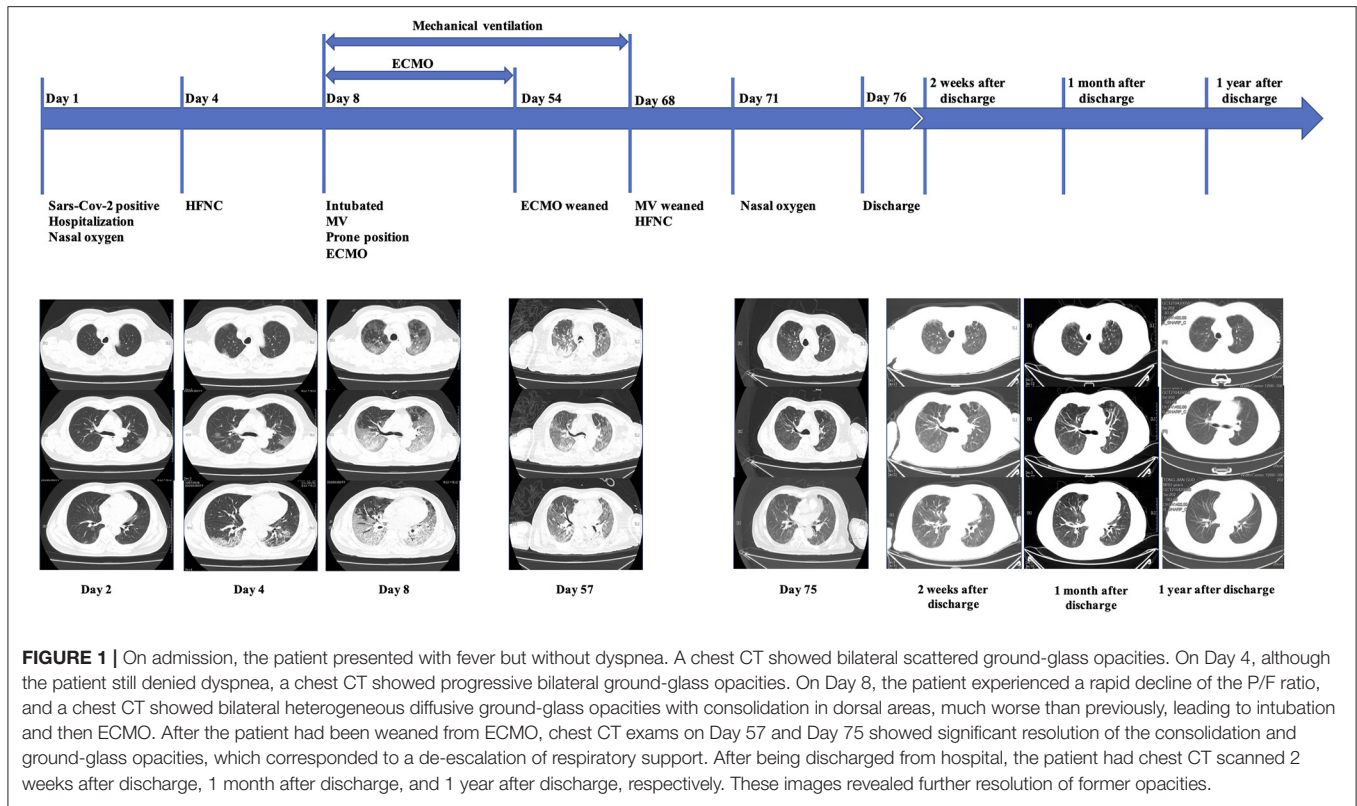 Mechanical ventilation
ECMO
Day 1
Day 4
Day 8
Day 54
Day 68
Day 71
Day 76
2 weeks after
discharge
1 month after
discharge
1 year after
discharge
Sars-Cov-2 positive
Hospitalization
Nasal oxygen
HFNC
Intubated
MV
Prone position
ECMO
ECMO weaned
MV weaned
HFNC
Nasal oxygen
Discharge
Day 2
Day 4
Day 8
Day 57
Day 75
2 weeks after
discharge
1 month after
discharge
1 year after discharge
FIGURE 1 | On admission, the patient presented with fever but without dyspnea. A chest CT showed bilateral scattered ground-glass opacities. On Day 4, although
the patient still denied dyspnea, a chest CT showed progressive bilateral ground-glass opacities. On Day 8, the patient experienced a rapid decline of the P/F ratio,
and a chest CT showed bilateral heterogeneous diffusive ground-glass opacities with consolidation in dorsal areas, much worse than previously, leading to intubation
and then ECMO. After the patient had been weaned from ECMO, chest CT exams on Day 57 and Day 75 showed significant resolution of the consolidation and
ground-glass opacities, which corresponded to a de-escalation of respiratory support. After being discharged from hospital, the patient had chest CT scanned 2
weeks after discharge, 1 month after discharge, and 1 year after discharge, respectively. These images revealed further resolution of former opacities.